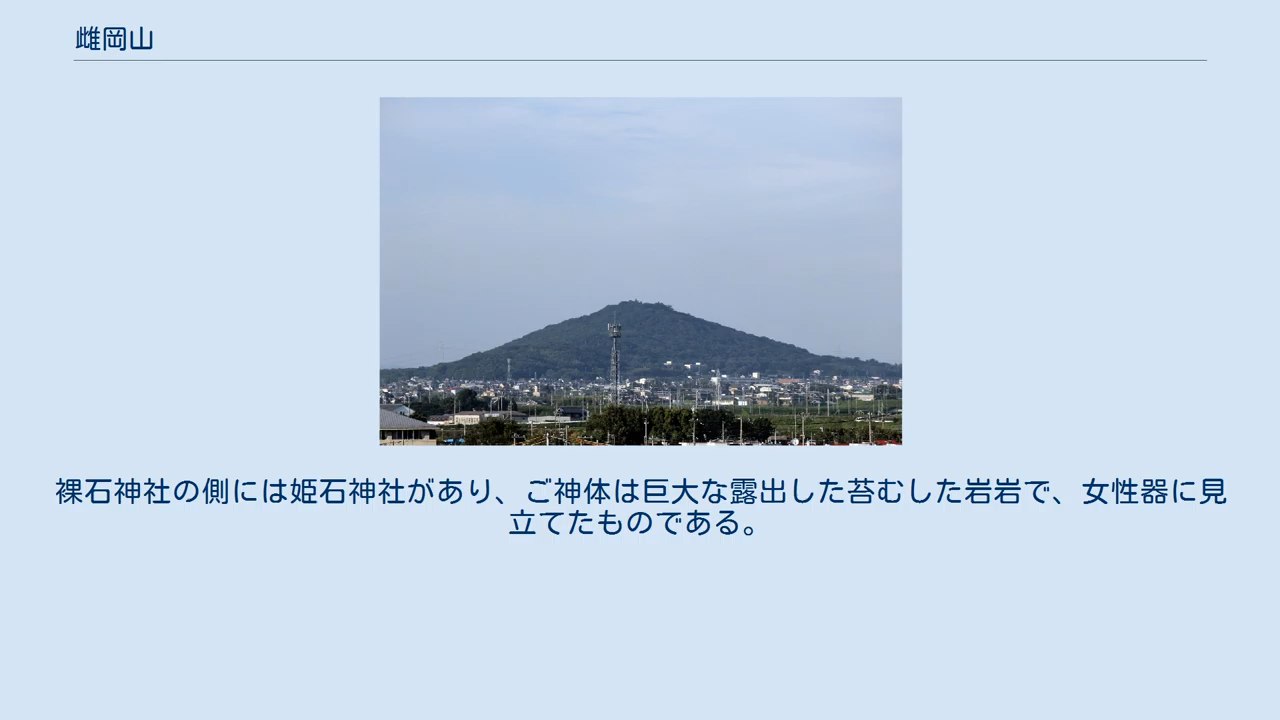 雌岡山
裸石神社の側には姫石神社があり、ご神体は巨大な露出した苔むした岩岩で、女性器に見
立てたものである。